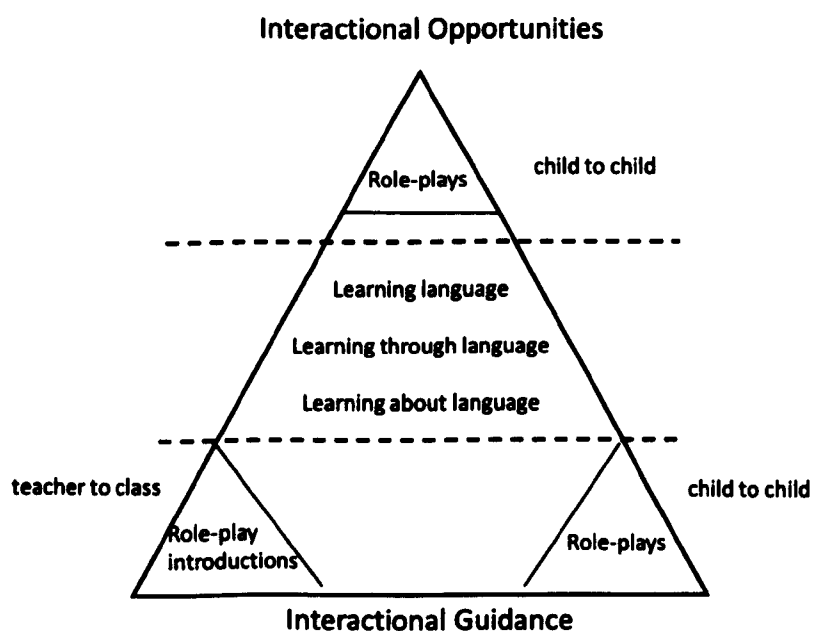 Interactional Opportunities
child to child
Role-plays
Learning language
Learning through language
Learning about language
teacher to class
child to child
Role-play
introductions
Role-plays
Interactional Guidance